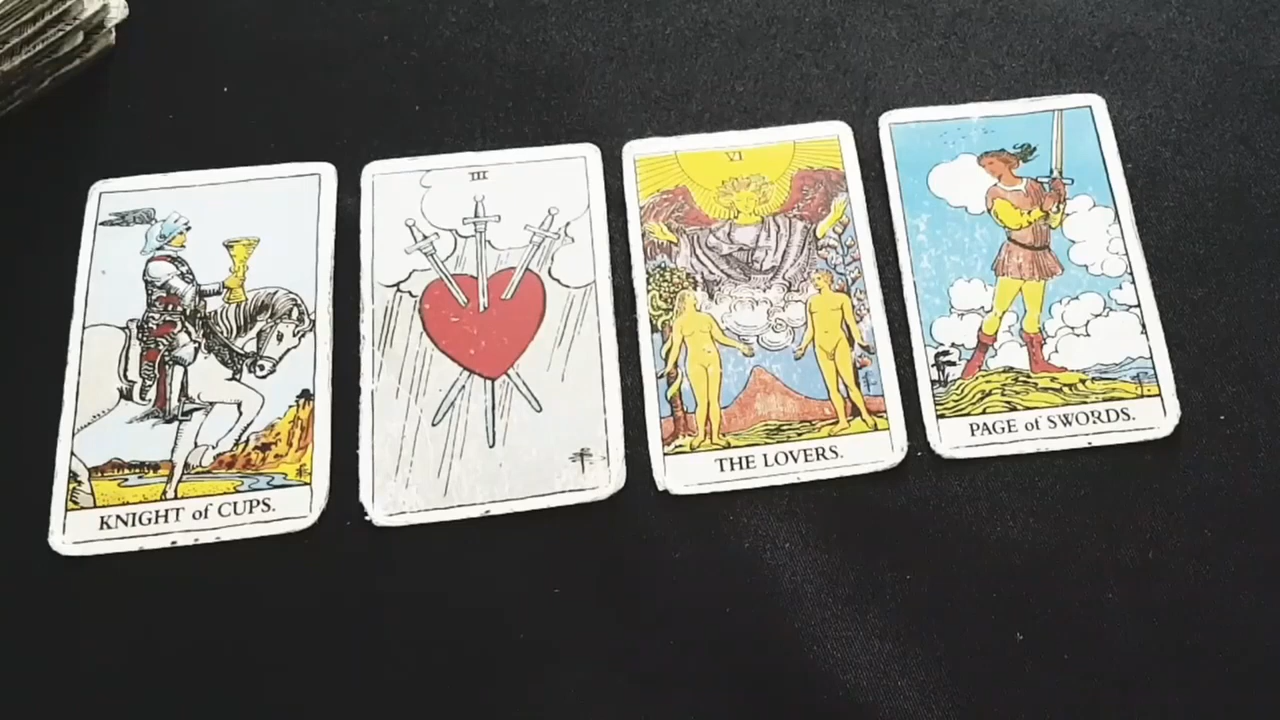 KNIGHT of CUPS.
III
VI
THE LOVERS.
PAGE of SWORDS.